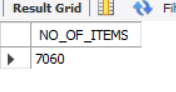 Result Grid
NO_OF_ITEMS
7060